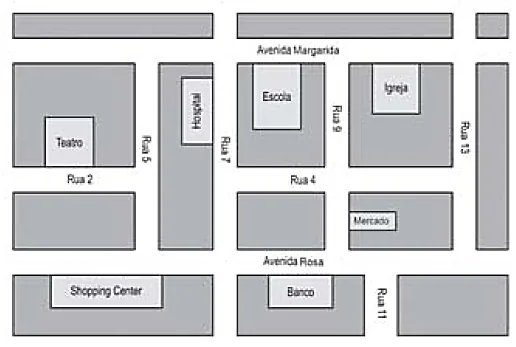 Avenida Margarida
Teatro
Rua 5
Hospital
Rua 7
Escola
Rua 9
Igreja
Rua 13
Rua 2
Rua 4
Mercado
Avenida Rosa
Shopping Center
Banco
Rua 11